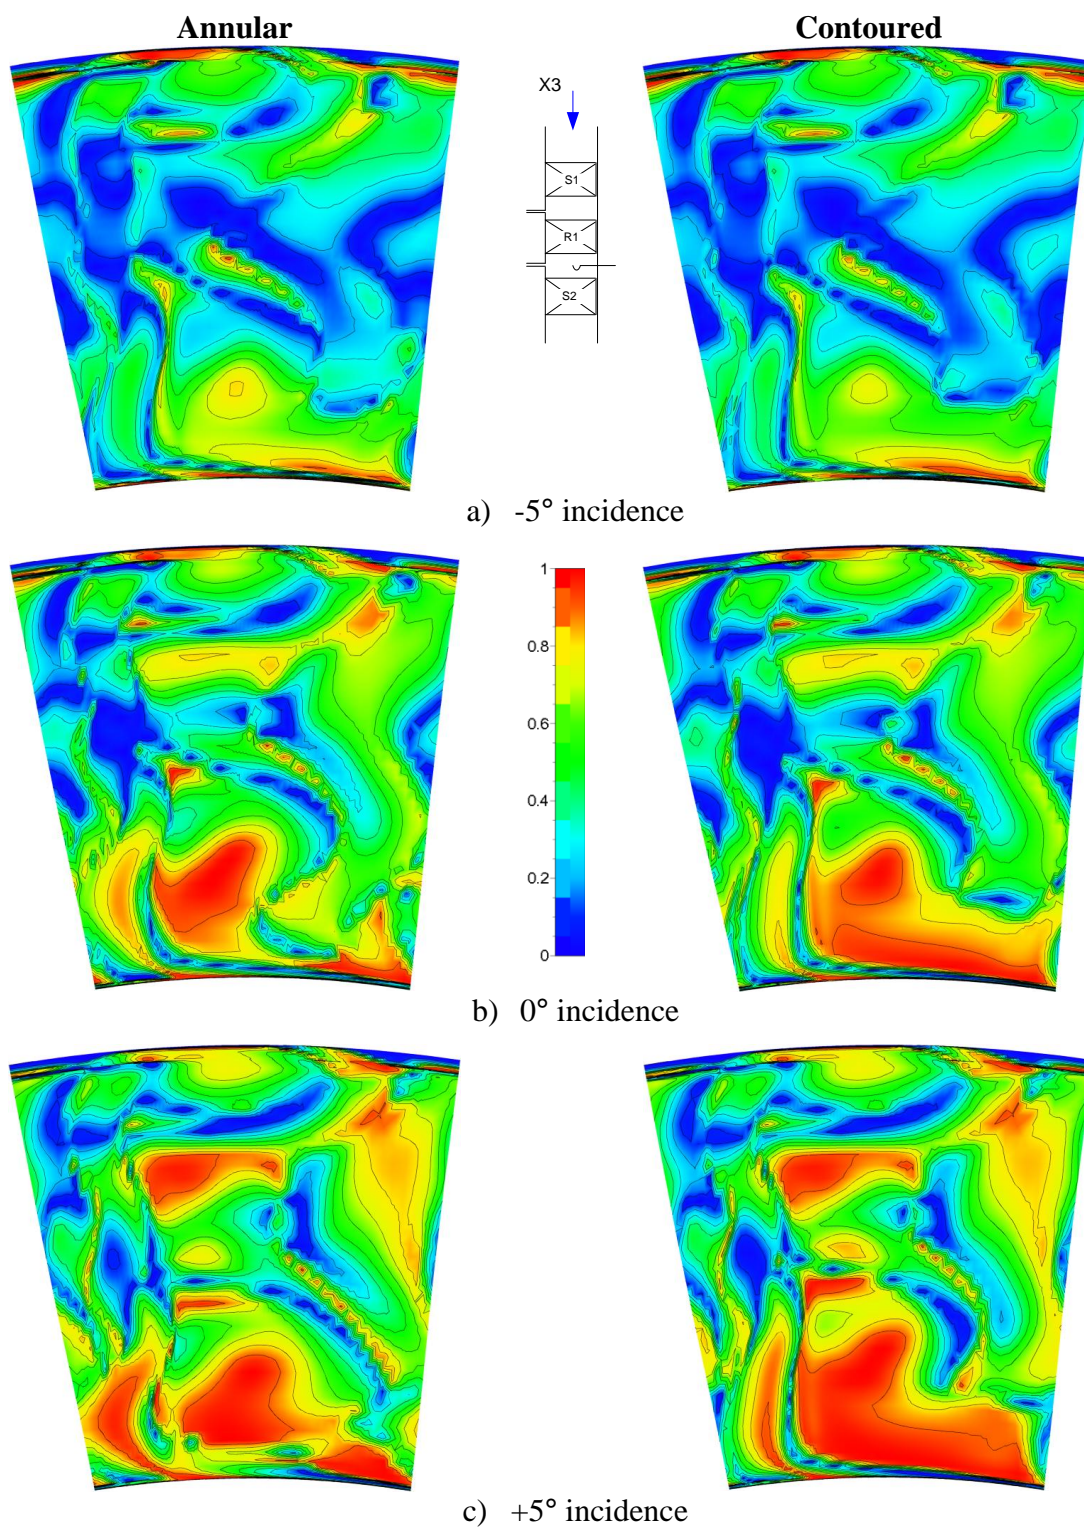 Annular
Contoured
X3
S1
R1
S2
a) -5° incidence
1
0.8
0.6
0.4
0.2
0
b) 0° incidence
c) +5° incidence